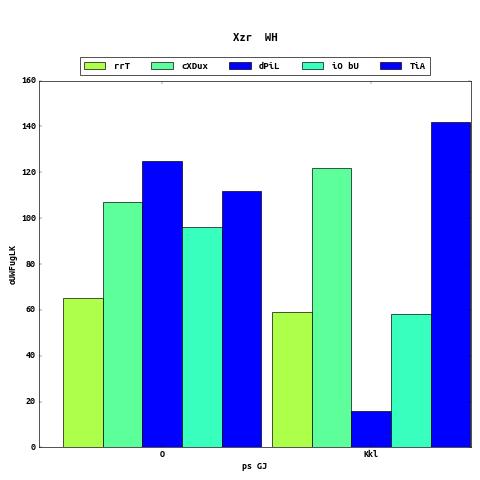 Xzr WH
rrT cXDux dPiL iO bU TiA
160
140
120
100
80
60
40
20
0
oUWFugLK
O Kkl
ps GJ